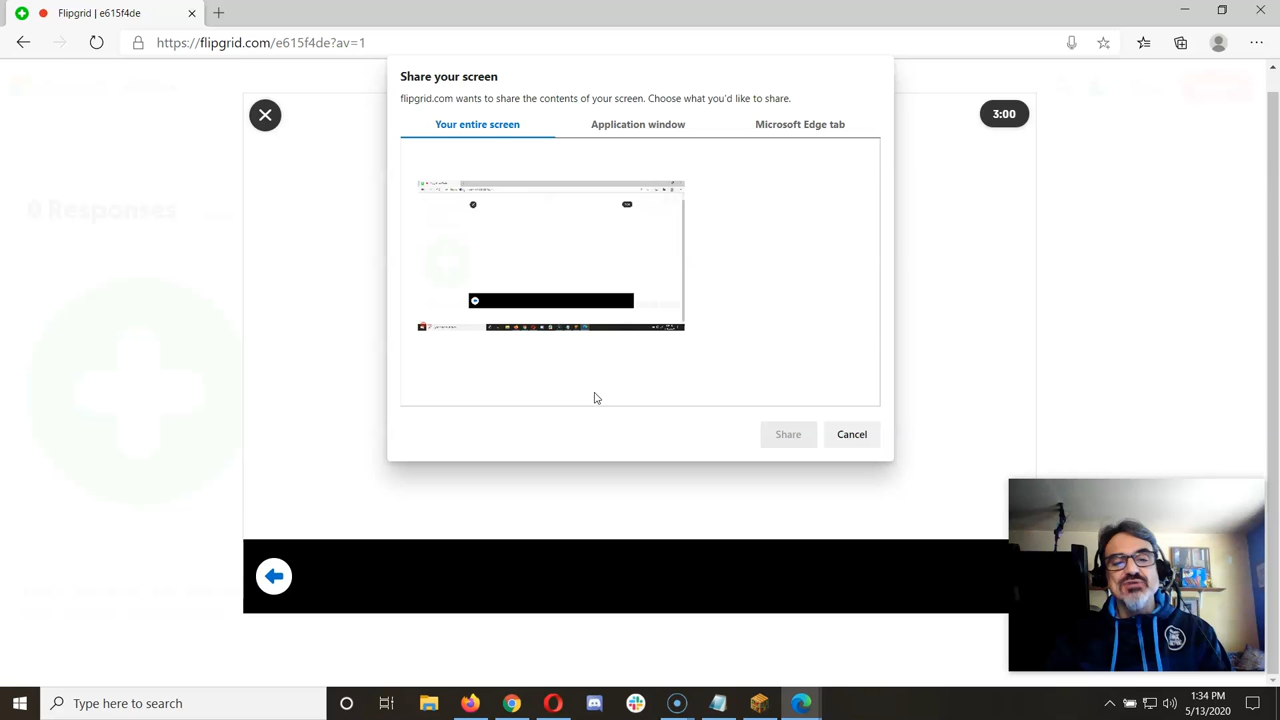 Flipgrid | e615f4de
https://flipgrid.com/e615f4de?av=1
Share your screen
flipgrid.com wants to share the contents of your screen. Choose what you'd like to share.
Your entire screen
Application window
Microsoft Edge tab
3:00
0 Responses
Share
Cancel
Type here to search
1:34 PM
5/13/2020